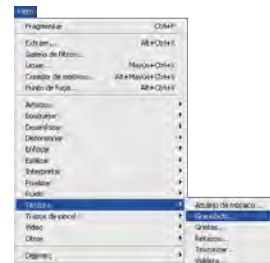 Filtro
Fragmentar Ctrl+F
Extraer... Alt+Ctrl+X
Galería de filtros...
Licuar... Mayús+Ctrl+X
Creador de motivos... Alt+Mayús+Ctrl+X
Punto de fuga... Alt+Ctrl+V
Artístico
Bosquejar
Desenfocar
Distorsionar
Enfocar
Estilizar
Interpretar
Pixelizar
Ruido
Textura
Trazos de pincel
Vídeo
Otros
Digimarc
Azulejo de mosaico...
Granulado...
Grietas...
Retazos...
Texturizar...
Vidriera...